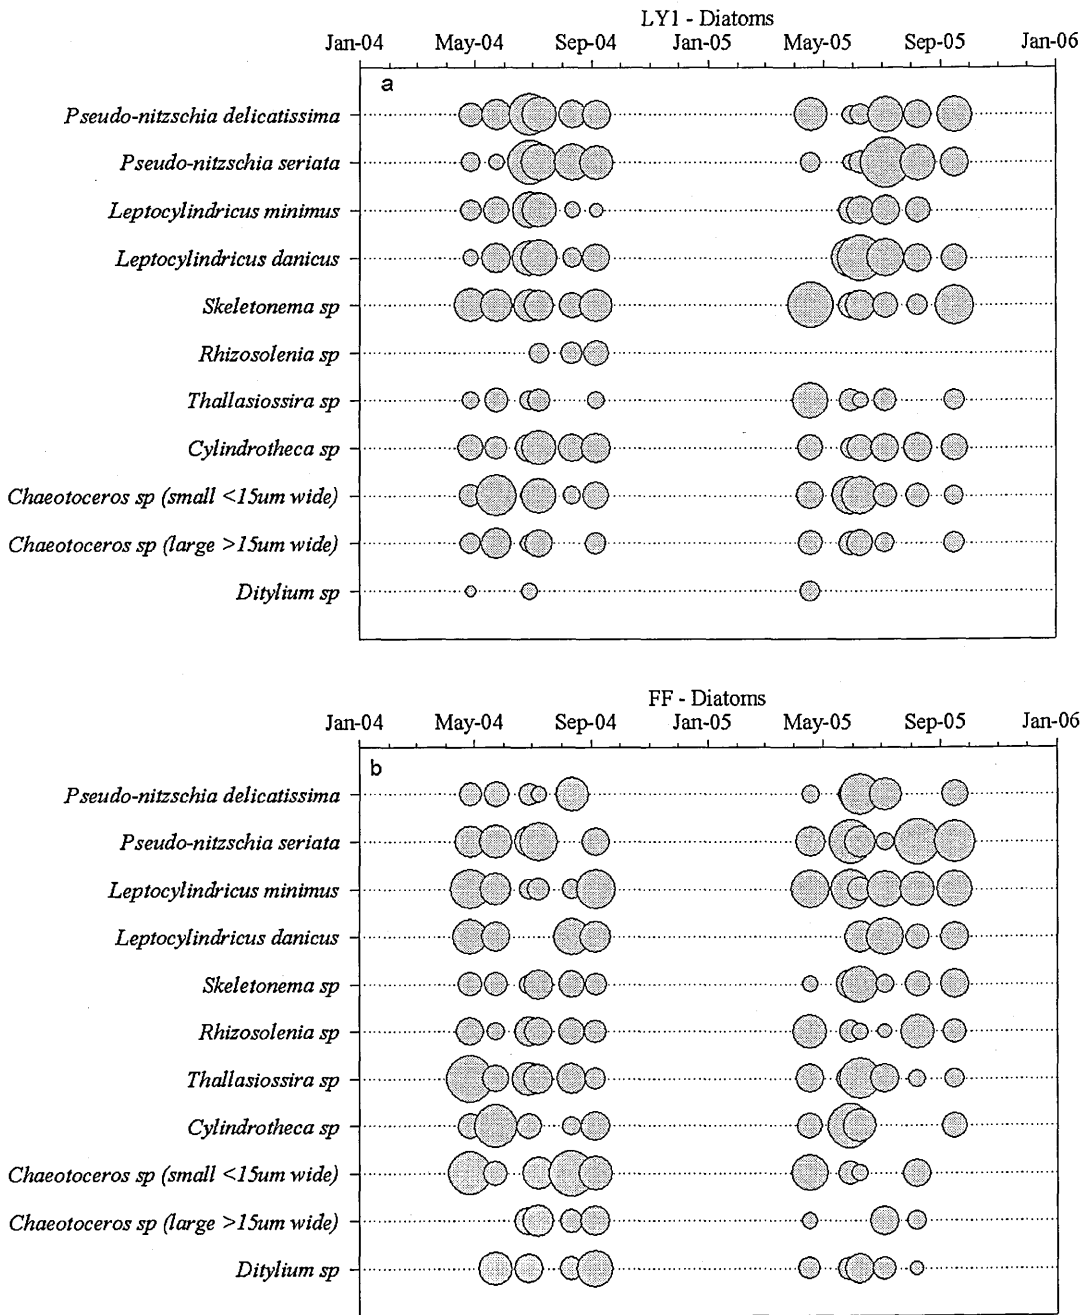 LY1 - Diatoms
Jan-04 May-04 Sep-04 Jan-05 May-05 Sep-05 Jan-06
a
Pseudo-nitzschia delicatissima
Pseudo-nitzschia seriata
Leptocylindricus minimus
Leptocylindricus danicus
Skeletonema sp
Rhizosolenia sp
Thallasiossira sp
Cylindrotheca sp
Chaeotoceros sp (small <15um wide)
Chaeotoceros sp (large >15um wide)
Ditylium sp
FF - Diatoms
Jan-04 May-04 Sep-04 Jan-05 May-05 Sep-05 Jan-06
b
Pseudo-nitzschia delicatissima
Pseudo-nitzschia seriata
Leptocylindricus minimus
Leptocylindricus danicus
Skeletonema sp
Rhizosolenia sp
Thallasiossira sp
Cylindrotheca sp
Chaeotoceros sp (small <15um wide)
Chaeotoceros sp (large >15um wide)
Ditylium sp